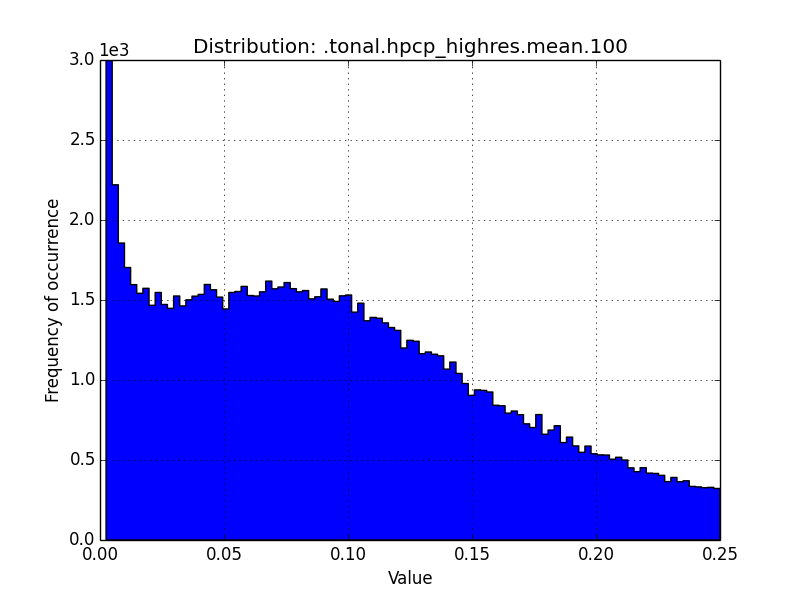 Distribution: .tonal.hpcp_highres.mean.100
1e3
3.0
2.5
2.0
1.5
1.0
0.5
0.0
Frequency of occurrence
0.00 0.05 0.10 0.15 0.20 0.25
Value